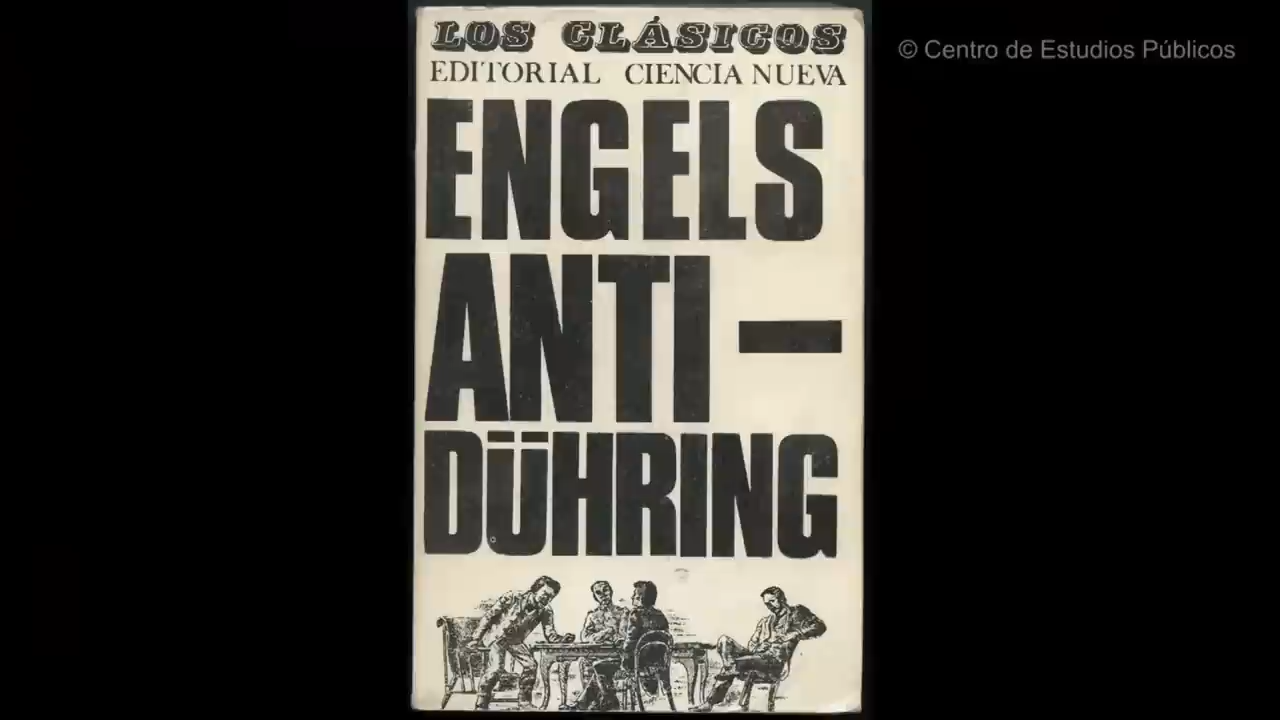 LOS CLÁSICOS
© Centro de Estudios Públicos
EDITORIAL CIENCIA NUEVA
ENGELS
ANTI—
DÜHRING